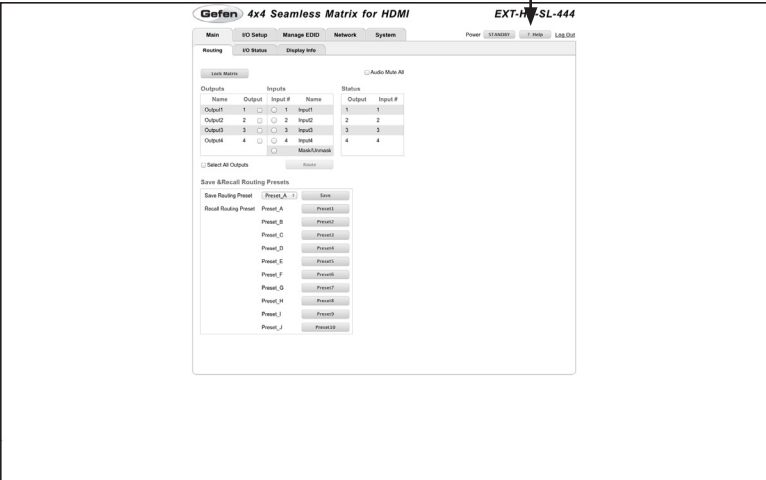 Gefen 4x4 Seamless Matrix for HDMI EXT-H -SL-444
Main I/O Setup Manage EDID Network System Power STANDBY ? Help Log Out
Routing I/O Status Display Info
Lock Matrix Audio Mute All
Outputs Inputs Status
Name Output Input # Name Output Input #
Output1 1 1 Input1 1 1
Output2 2 2 Input2 2 2
Output3 3 3 Input3 3 3
Output4 4 4 Input4 4 4
Mask/Unmask
Select All Outputs Route
Save &Recall Routing Presets
Save Routing Preset Preset_A Save
Recall Routing Preset Preset_A Preset1
Preset_B Preset2
Preset_C Preset3
Preset_D Preset4
Preset_E Preset5
Preset_F Preset6
Preset_G Preset7
Preset_H Preset8
Preset_I Preset9
Preset_J Preset10